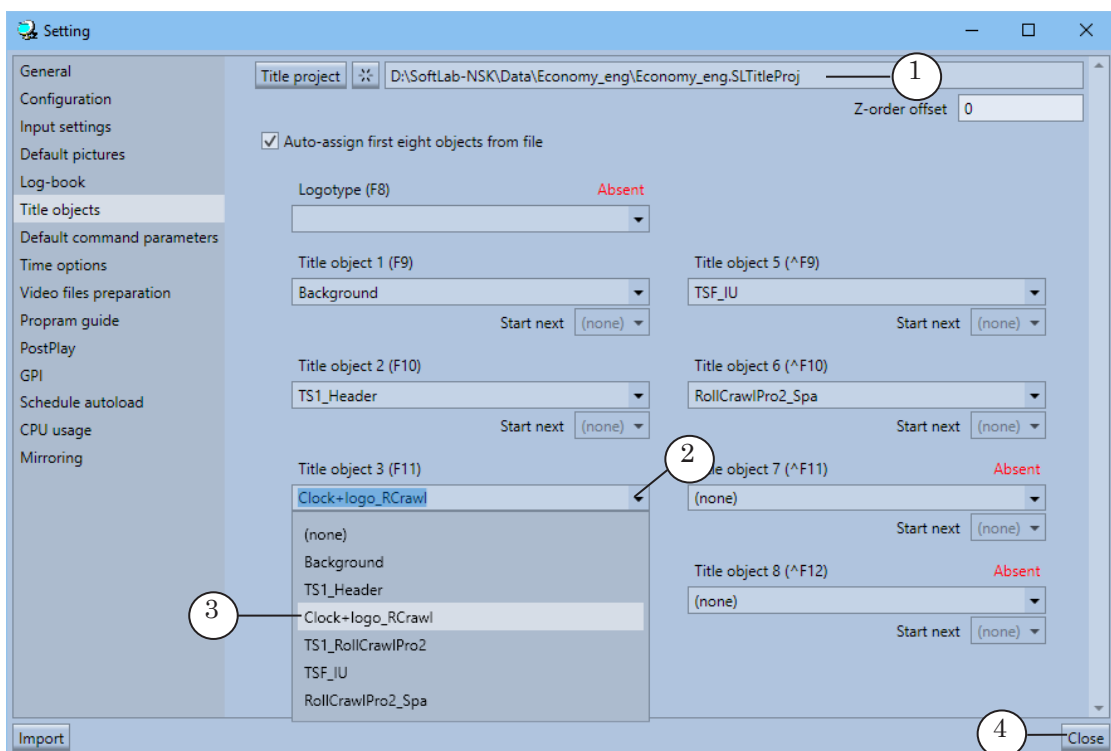 Setting
General
Configuration
Input settings
Default pictures
Log-book
Title objects
Default command parameters
Time options
Video files preparation
Propram guide
PostPlay
GPI
Schedule autoload
CPU usage
Mirroring
Title project D:\SoftLab-NSK\Data\Economy_eng\Economy_eng.SLTitleProj 1
Z-order offset 0
Auto-assign first eight objects from file
Logotype (F8) Absent
Title object 1 (F9)
Background
Start next (none)
Title object 5 (^F9)
TSF_IU
Start next (none)
Title object 2 (F10)
TS1_Header
Start next (none)
Title object 6 (^F10)
RollCrawlPro2_Spa
Start next (none)
Title object 3 (F11)
Clock+logo_RCrawl
2
(none)
Background
TS1_Header
3
Clock+logo_RCrawl
TS1_RollCrawlPro2
TSF_IU
RollCrawlPro2_Spa
object 7 (^F11) Absent
(none)
Start next (none)
Title object 8 (^F12) Absent
(none)
Start next (none)
Import
4
Close